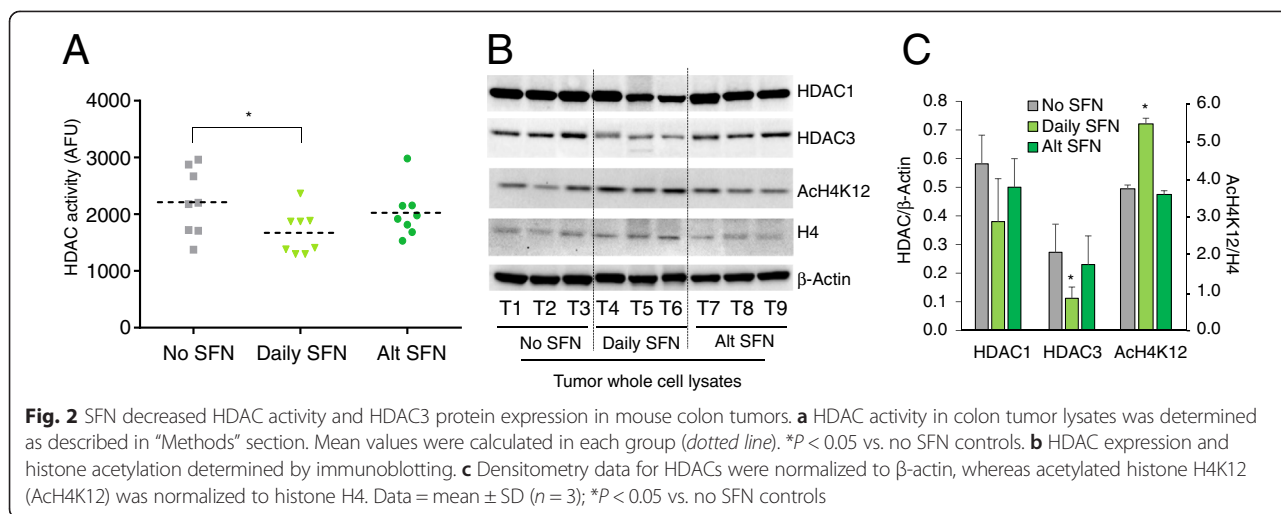 A
B
C
HDAC activity (AFU)
4000
3000
2000
1000
0
*
No SFN
Daily SFN
Alt SFN
HDAC1
HDAC3
AcH4K12
H4
β-Actin
T1 T2 T3 T4 T5 T6 T7 T8 T9
No SFN Daily SFN Alt SFN
Tumor whole cell lysates
HDAC/β-Actin
0.8
0.7
0.6
0.5
0.4
0.3
0.2
0.1
0.0
No SFN
Daily SFN
Alt SFN
*
*
6.0
5.0
4.0
3.0
2.0
1.0
0.0
AcH4K12/H4
HDAC1 HDAC3 AcH4K12
Fig. 2 SFN decreased HDAC activity and HDAC3 protein expression in mouse colon tumors. a HDAC activity in colon tumor lysates was determined
as described in “Methods” section. Mean values were calculated in each group (dotted line). *P < 0.05 vs. no SFN controls. b HDAC expression and
histone acetylation determined by immunoblotting. c Densitometry data for HDACs were normalized to β-actin, whereas acetylated histone H4K12
(AcH4K12) was normalized to histone H4. Data = mean ± SD (n = 3); *P < 0.05 vs. no SFN controls